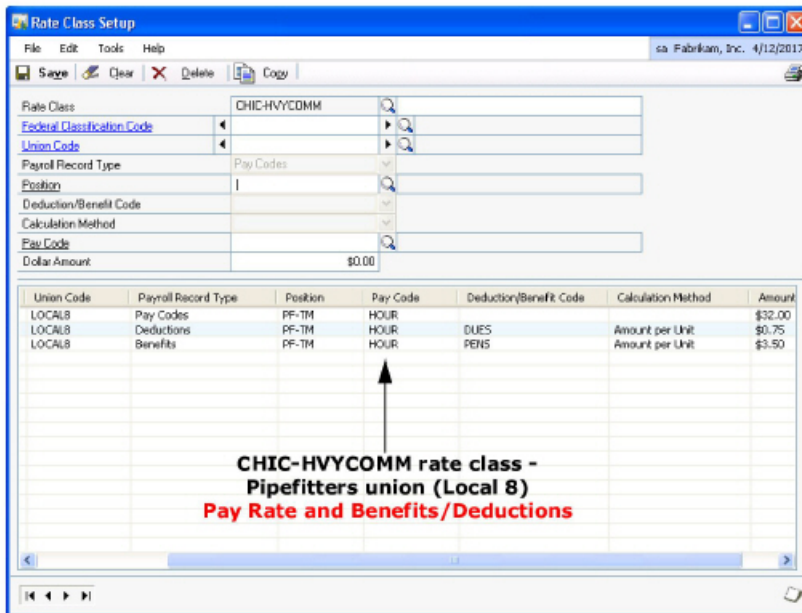 Rate Class Setup
File Edit Tools Help sa Fabrikam, Inc. 4/12/2017
Save Clear Delete Copy
Rate Class CHIC-HVYCOMM
Federal Classification Code
Union Code
Payroll Record Type Pay Codes
Position
Deduction/Benefit Code
Calculation Method
Pay Code
Dollar Amount $0.00
Union Code Payroll Record Type Position Pay Code Deduction/Benefit Code Calculation Method Amount
LOCAL8 Pay Codes PF-TM HOUR $32.00
LOCAL8 Deductions PF-TM HOUR DUES Amount per Unit $0.75
LOCAL8 Benefits PF-TM HOUR PENS Amount per Unit $3.50
CHIC-HVYCOMM rate class -
Pipefitters union (Local 8)
Pay Rate and Benefits/Deductions